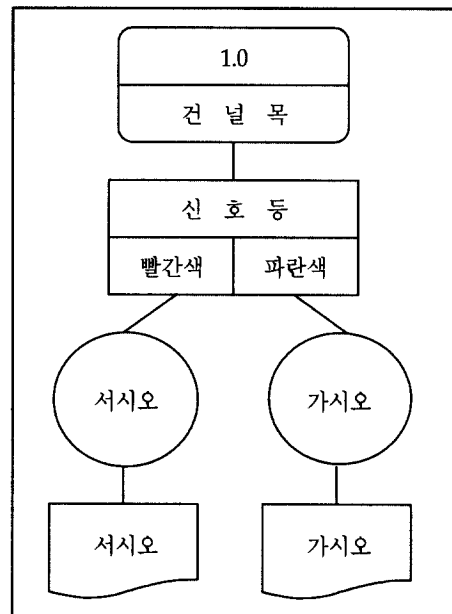 1.0
건 널 목
신 호 등
빨간색 파란색
서시오 가시오
서시오 가시오